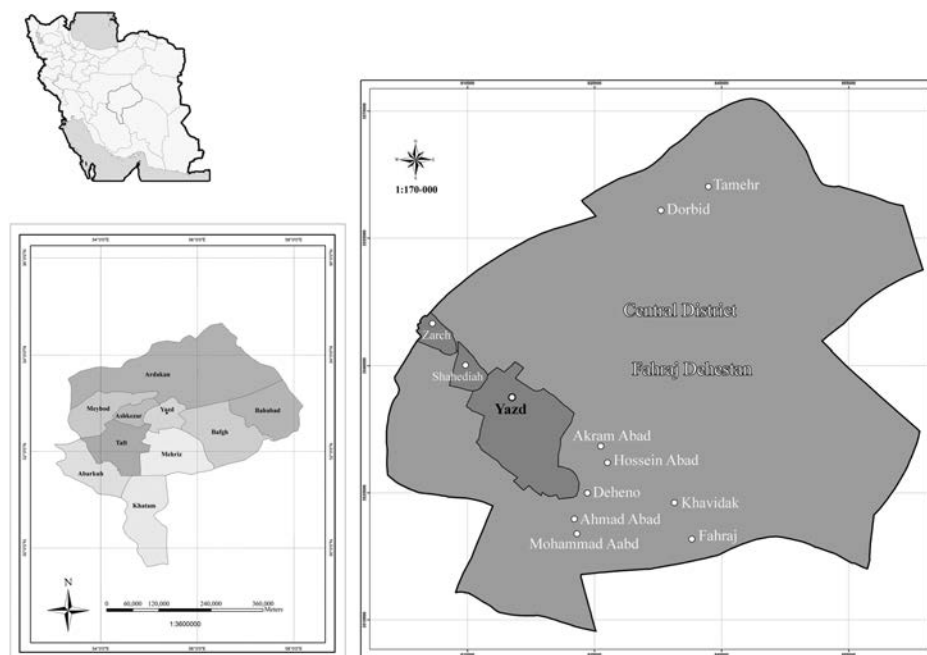 1:170-000
Tamehr
Dorbid
Central District
Zarch
Shahediah
Fahraj Dehestan
Yazd
Akram Abad
Hossein Abad
Deheno
Khavidak
Ahmad Abad
Mohammad Aabd
Fahraj
Ardakan
Meybod
Ashkezar
Yazd
Bahabad
Bafgh
Taft
Mehriz
Abarkuh
Khatam
N
0 60,000 120,000 240,000 360,000
Meters
1:3600000